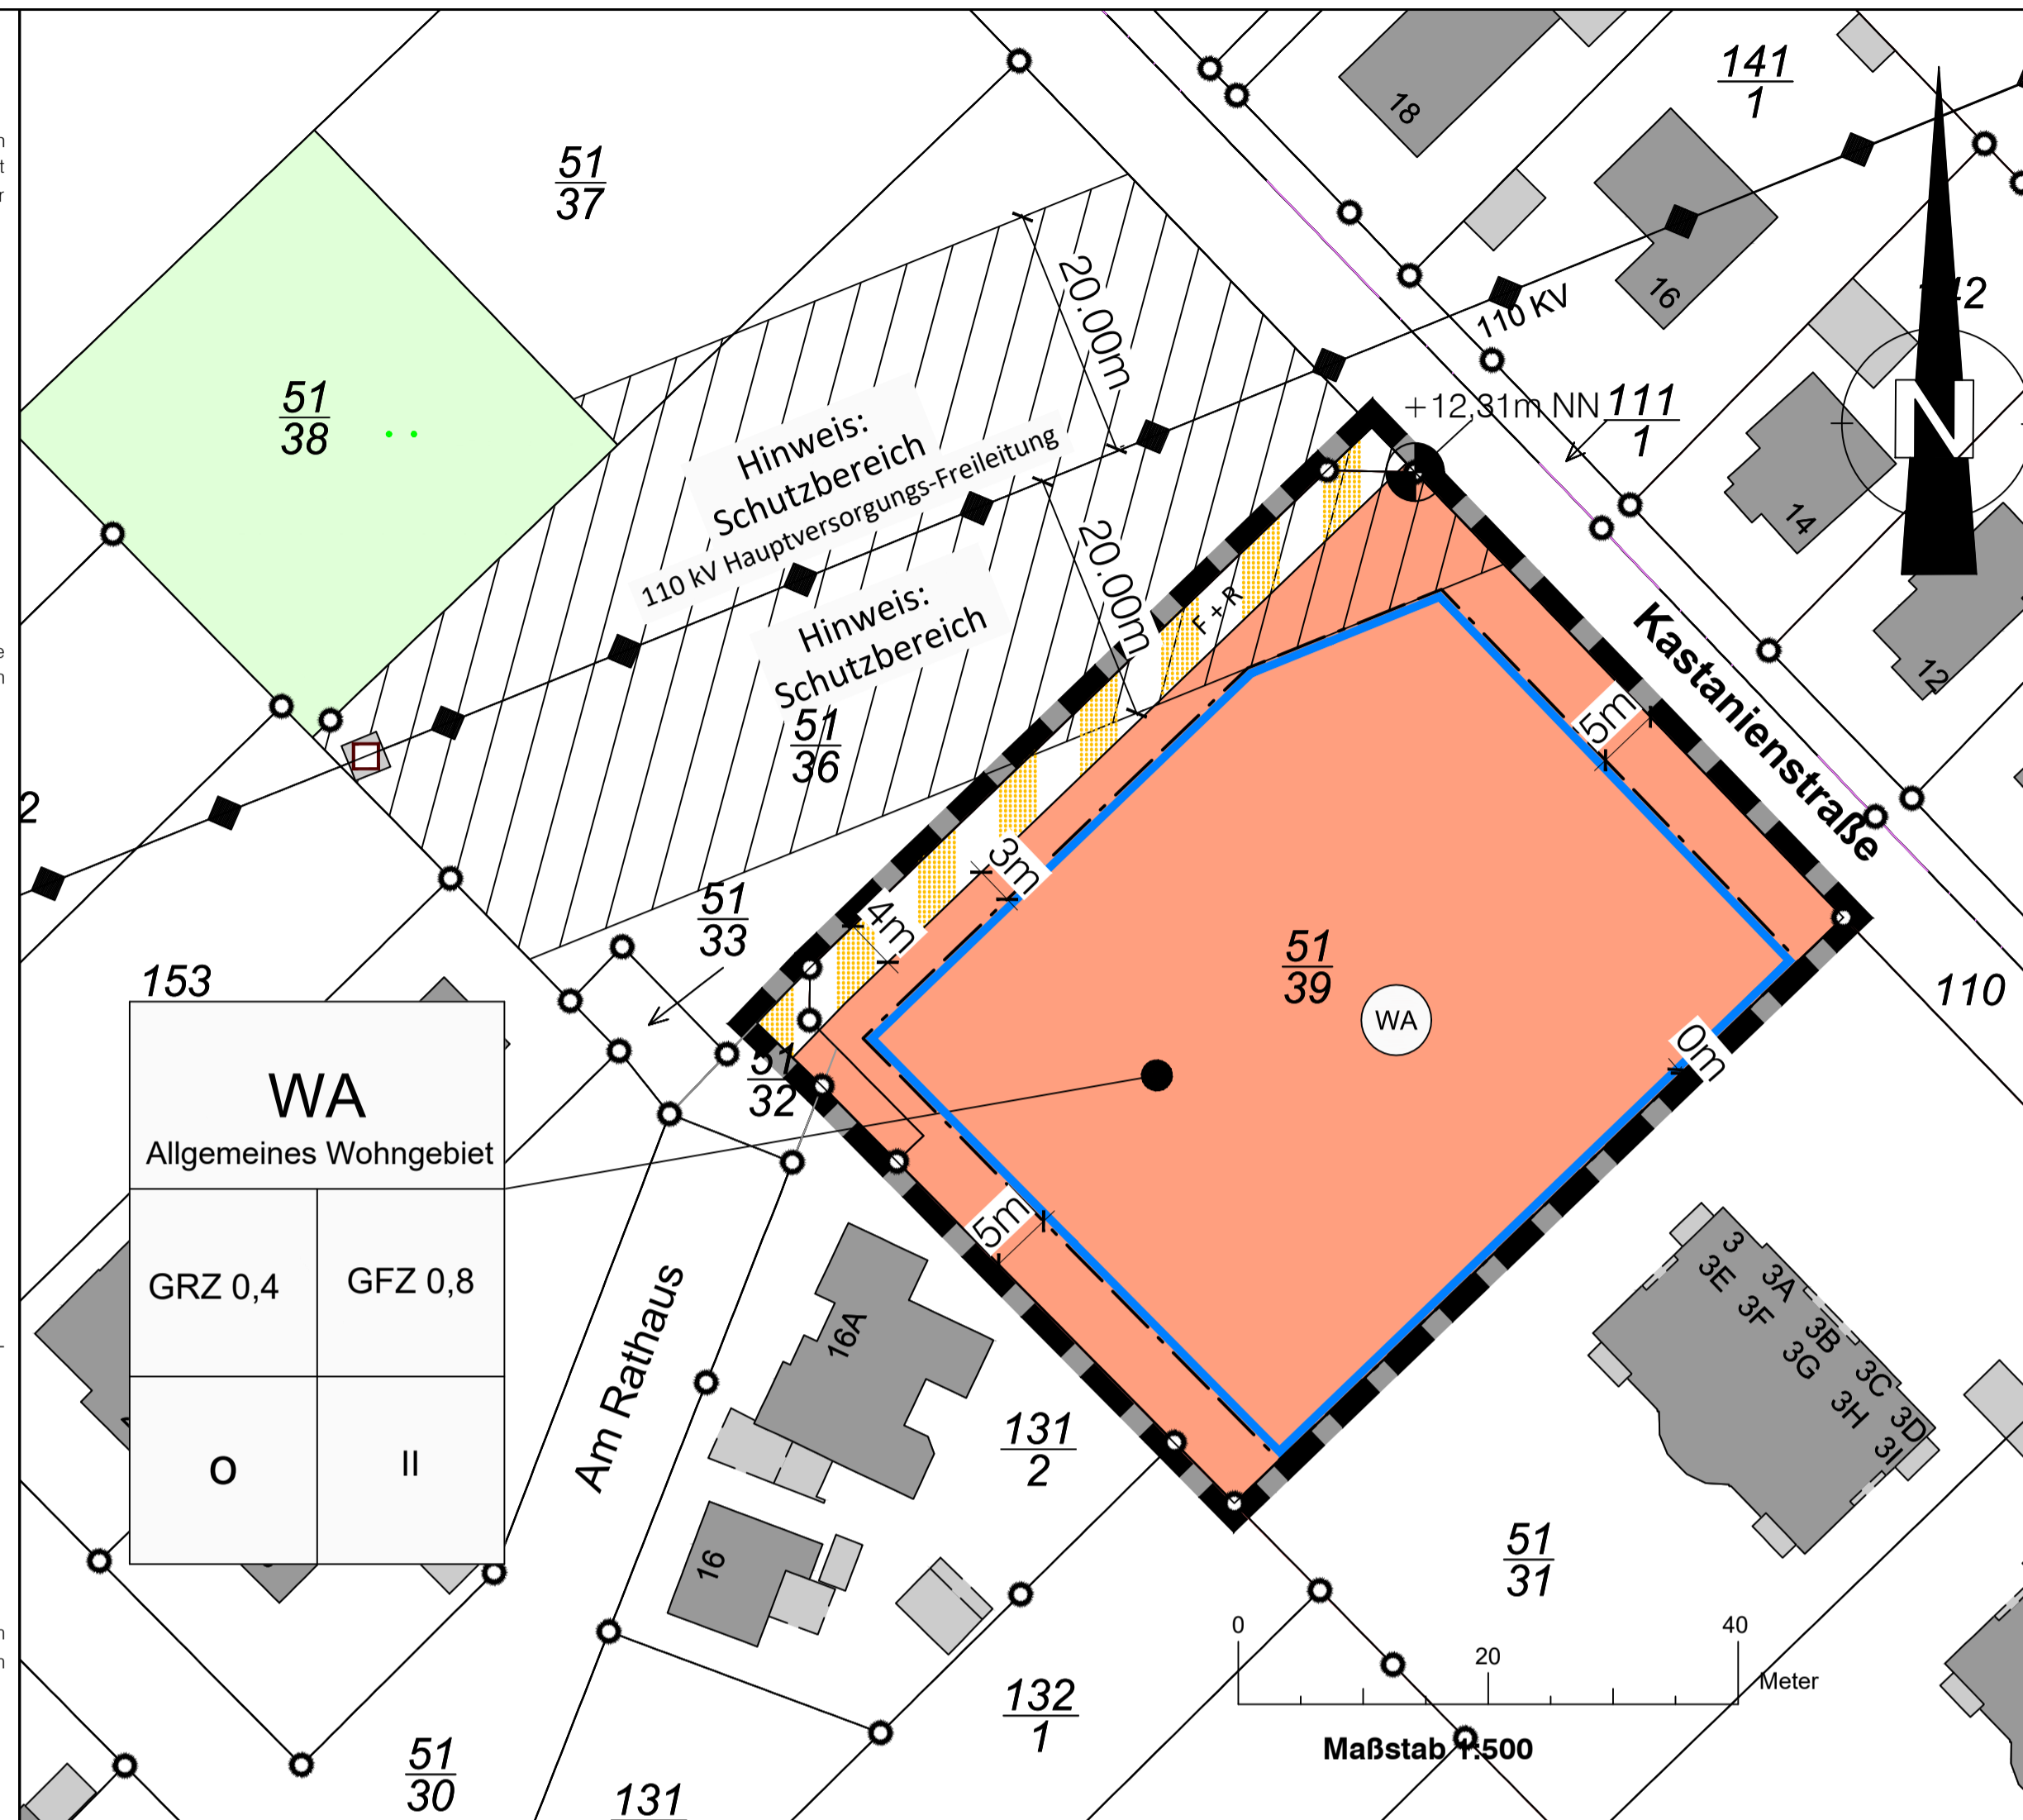 n
t
r
e
n
-
n
n
51
37
141
1
18
16
142
51
38
20.00m
110 KV
+12,31m NN
111
1
N
14
12
Hinweis:
Schutzbereich
110 kV Hauptversorgungs-Freileitung
Hinweis:
Schutzbereich
20.00m
F + R
51
36
2
Kastanienstraße
5m
3m
4m
51
33
51
39
WA
110
153
0m
51
32
WA
Allgemeines Wohngebiet
GRZ 0,4
GFZ 0,8
o
II
5m
Am Rathaus
16A
16
131
2
3
3A
3B
3C
3D
3E
3F
3G
3H
3I
51
31
0
20
40
Meter
Maßstab 1:500
132
1
51
30
131